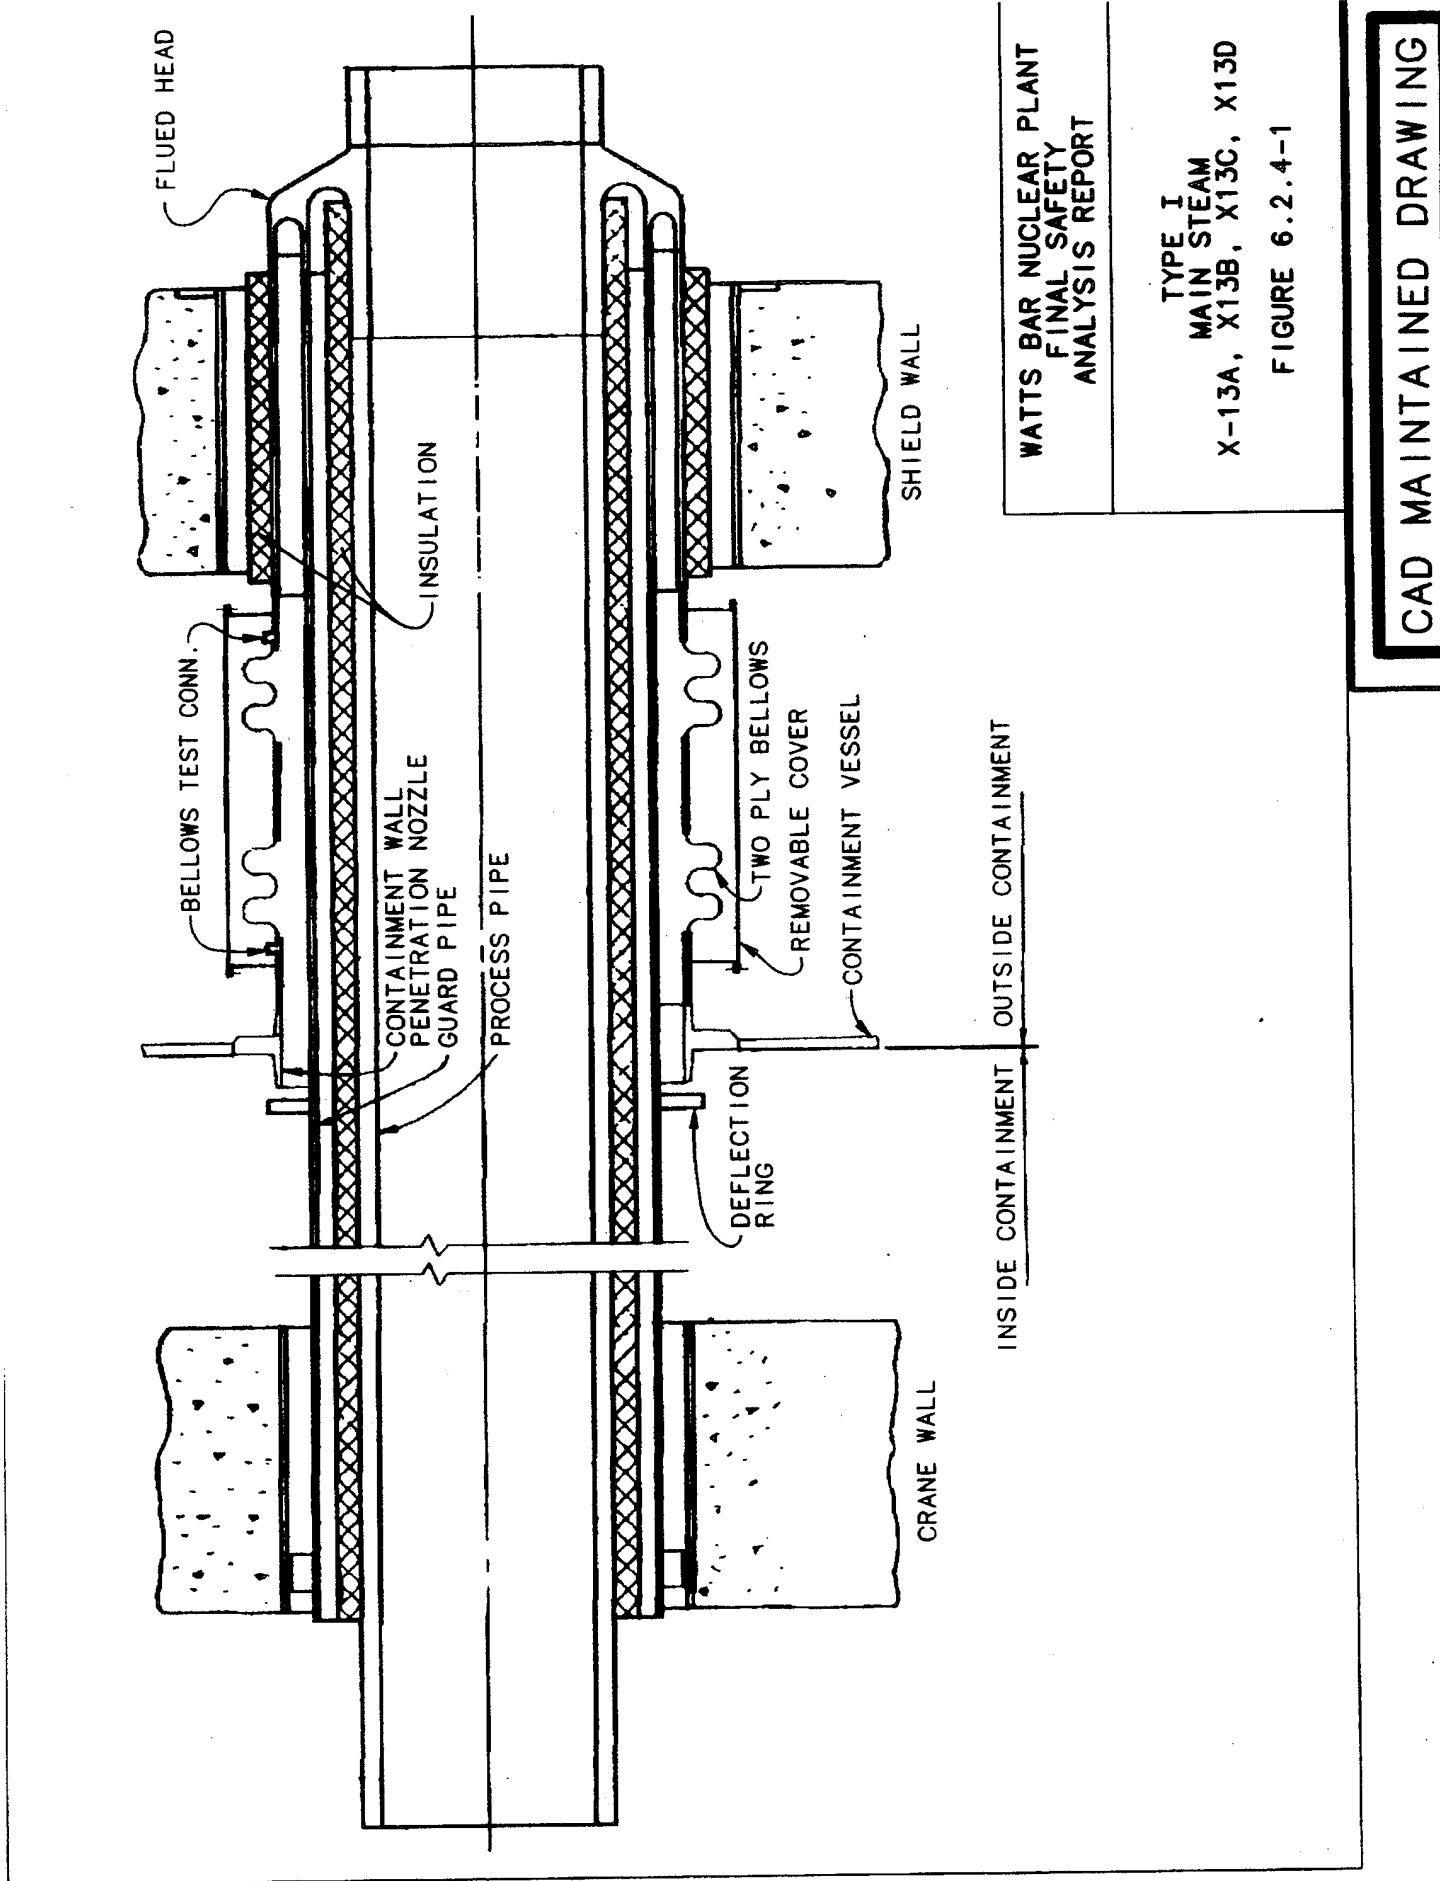 FLUED HEAD
BELLOWS TEST CONN.
INSULATION
CONTAINMENT WALL
PENETRATION NOZZLE
GUARD PIPE
PROCESS PIPE
DEFLECTION
RING
TWO PLY BELLOWS
REMOVABLE COVER
CONTAINMENT VESSEL
SHIELD WALL
CRANE WALL
INSIDE CONTAINMENT
OUTSIDE CONTAINMENT
WATTS BAR NUCLEAR PLANT
FINAL SAFETY
ANALYSIS REPORT
TYPE I
MAIN STEAM
X-13A, X13B, X13C, X13D
FIGURE 6.2.4-1
CAD MAINTAINED DRAWING